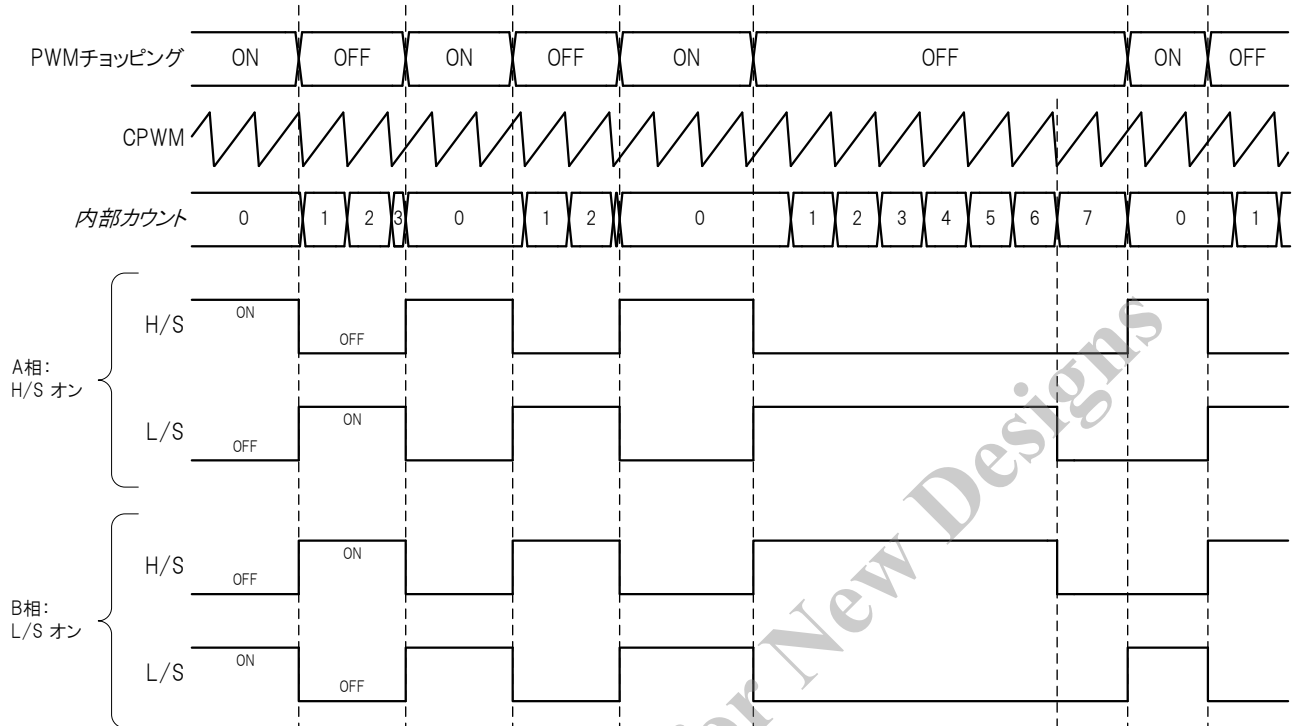 PWMチョッピング ON OFF ON OFF ON OFF ON OFF
CPWM
内部カウント 0 1 2 3 0 1 2 0 1 2 3 4 5 6 7 0 1
A相:
H/S オン
H/S ON OFF
L/S OFF ON
B相:
L/S オン
H/S OFF ON
L/S ON OFF
or New Designs